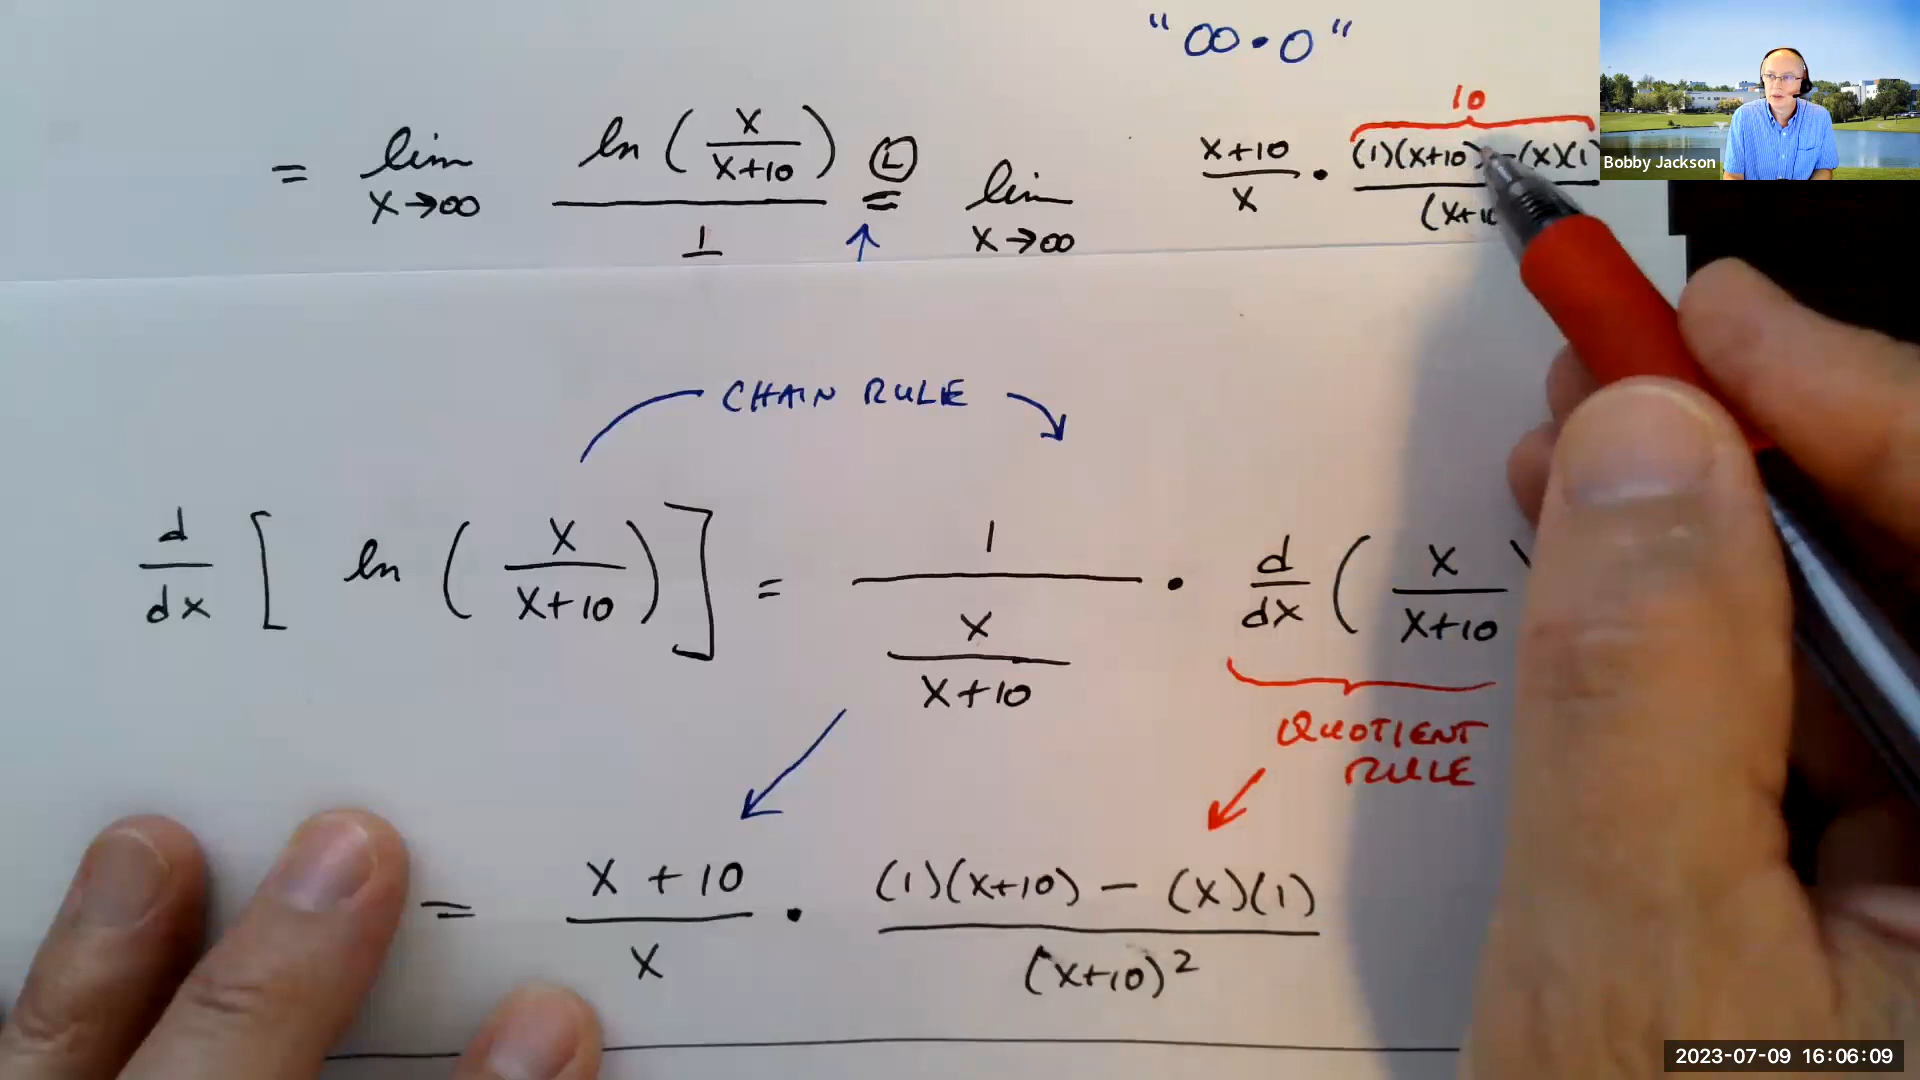 "∞·0"
10
= lim x→∞ ln(x/(x+10)) / 1 Ⓛ= lim x→∞ (x+10)/x · (1)(x+10) - (x)(1) / (x+10
↑
Bobby Jackson
CHAIN RULE
d/dx [ ln(x/(x+10)) ] = 1/(x/(x+10)) · d/dx (x/(x+10))
QUOTIENT
RULE
= (x+10)/x · ((1)(x+10) - (x)(1))/(x+10)²
2023-07-09 16:06:09